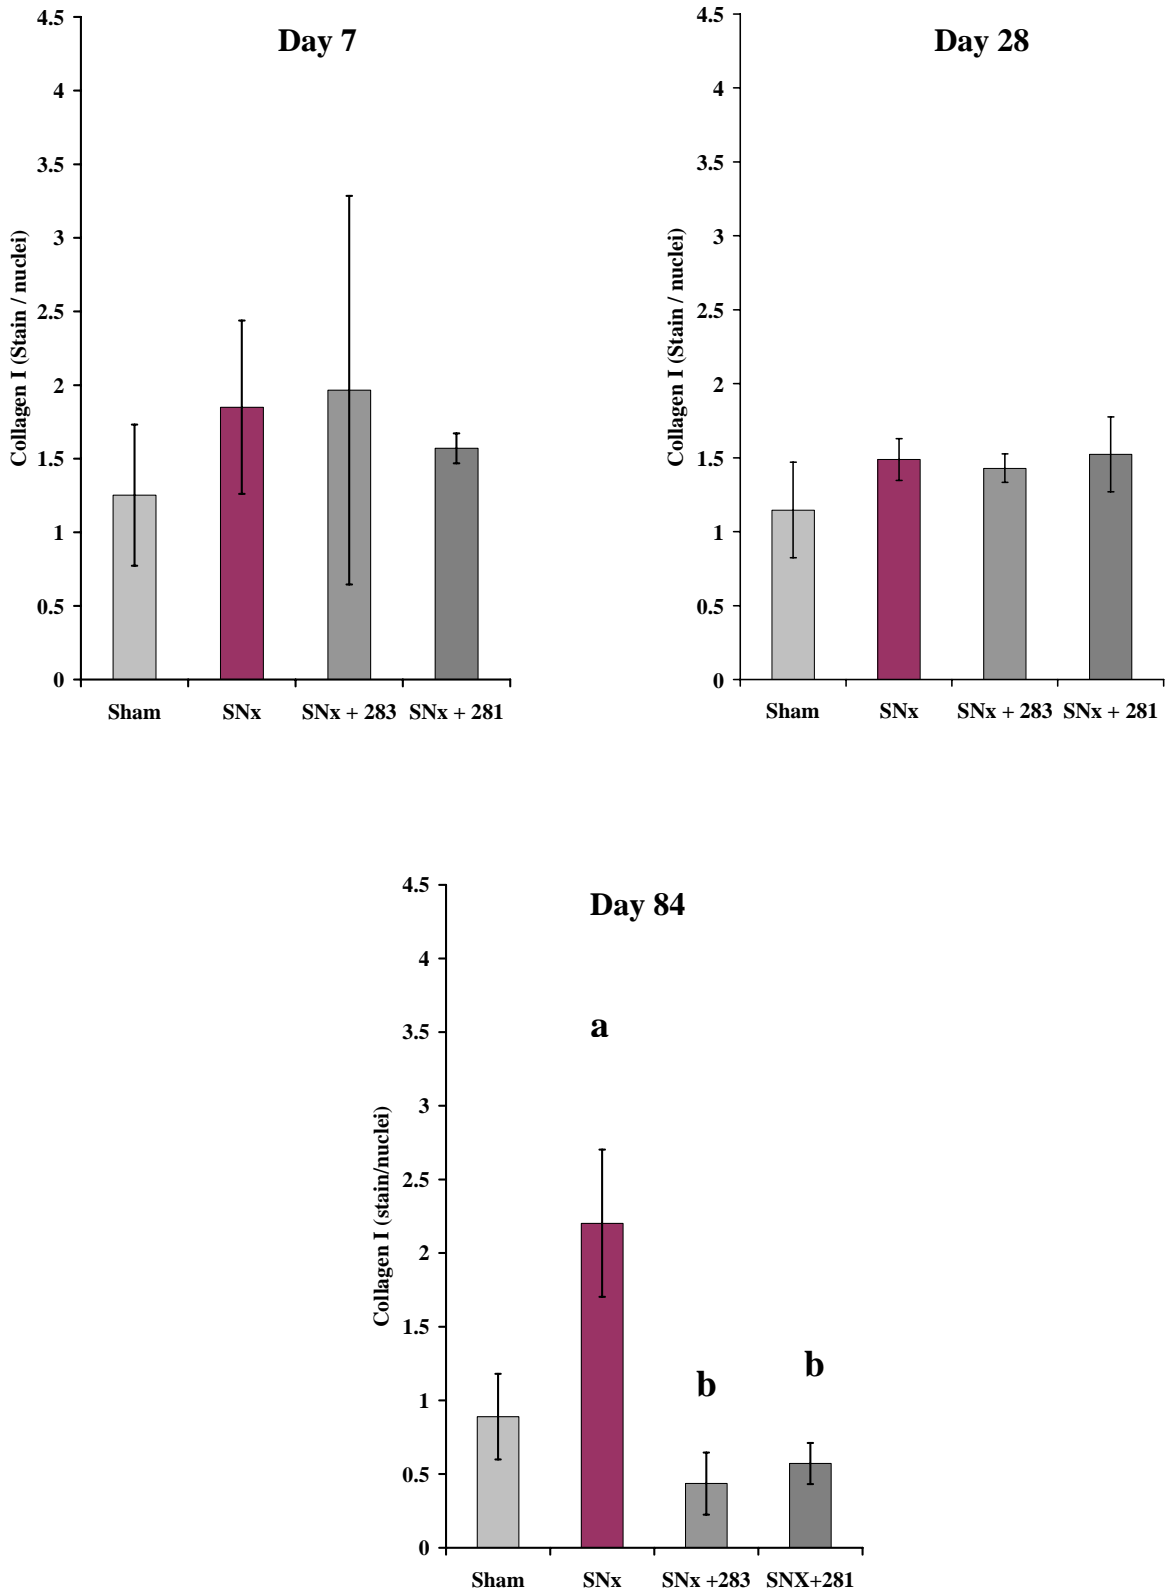 Day 7
4.5
4
3.5
3
2.5
2
1.5
1
0.5
0
Collagen I (Stain / nuclei)
Sham SNx SNx + 283 SNx + 281
Day 28
4.5
4
3.5
3
2.5
2
1.5
1
0.5
0
Collagen I (Stain / nuclei)
Sham SNx SNx + 283 SNx + 281
Day 84
4.5
4
3.5
3
2.5
2
1.5
1
0.5
0
Collagen I (stain/nuclei)
a
b
b
Sham SNx SNx +283 SNX+281